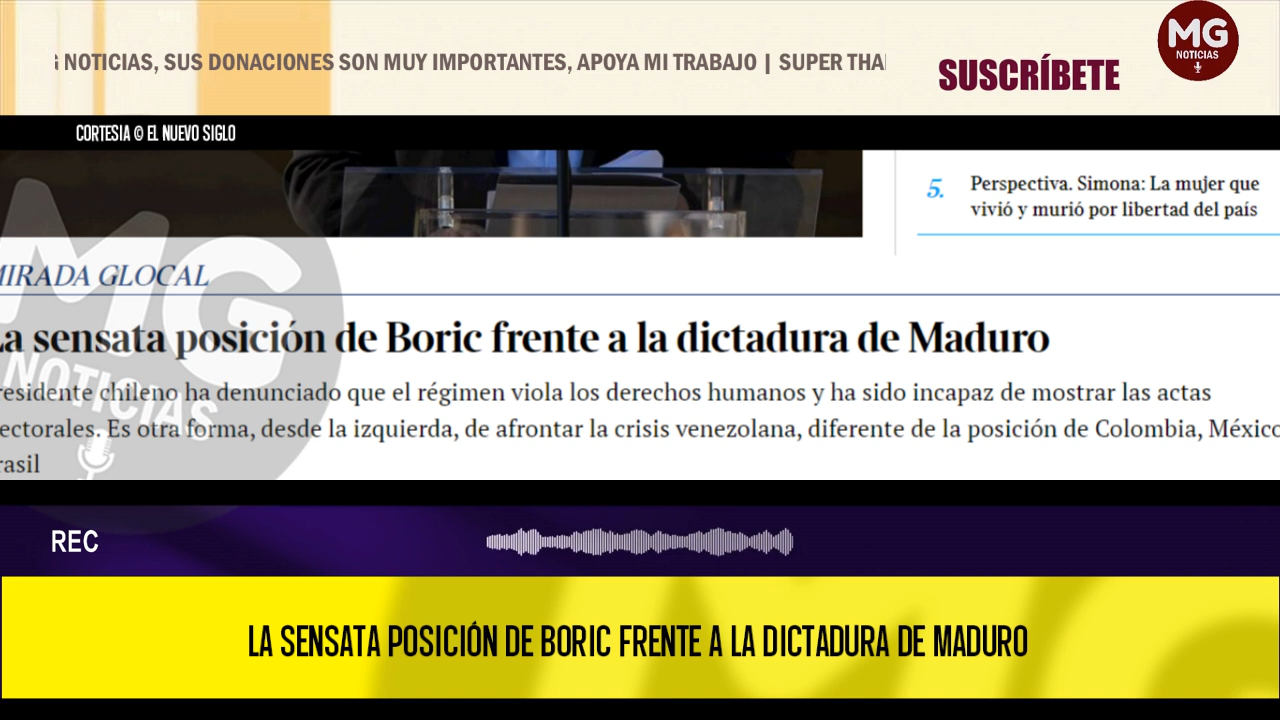 NOTICIAS, SUS DONACIONES SON MUY IMPORTANTES, APOYA MI TRABAJO | SUPER
SUSCRÍBETE
MG
NOTICIAS
CORTESIA © EL NUEVO SIGLO
5. Perspectiva. Simona: La mujer que
vivió y murió por libertad del país
MIRADA GLOCAL
La sensata posición de Boric frente a la dictadura de Maduro
residente chileno ha denunciado que el régimen viola los derechos humanos y ha sido incapaz de mostrar las actas
ectorales. Es otra forma, desde la izquierda, de afrontar la crisis venezolana, diferente de la posición de Colombia, México
rasil
MG
NOTICIAS
REC
LA SENSATA POSICIÓN DE BORIC FRENTE A LA DICTADURA DE MADURO